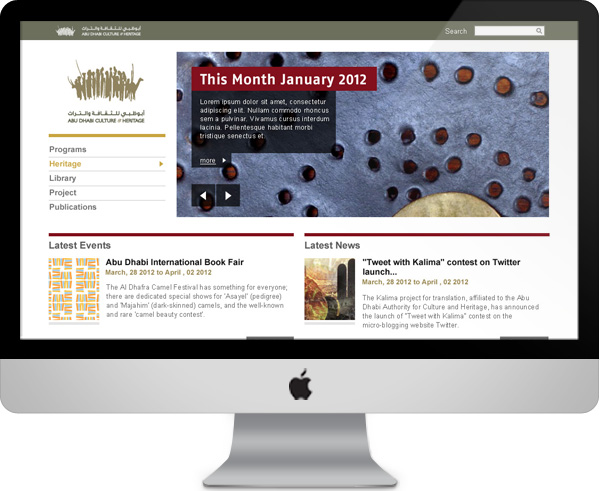 أبوظبي للثقافة والتراث
ABU DHABI CULTURE & HERITAGE
Search
أبوظبي للثقافة والتراث
ABU DHABI CULTURE & HERITAGE
Programs
Heritage
Library
Project
Publications
This Month January 2012
Lorem ipsum dolor sit amet, consectetur
adipiscing elit. Nullam commodo rhoncus
sem a pulvinar. Vivamus cursus interdum
lacinia. Pellentesque habitant morbi
tristique senectus et.
more
Latest Events
Abu Dhabi International Book Fair
March, 28 2012 to April , 02 2012
The Al Dhafra Camel Festival has something for everyone;
there are dedicated special shows for 'Asayel' (pedigree)
and 'Majahim' (dark-skinned) camels, and the well-known
and rare 'camel beauty contest'.
Latest News
"Tweet with Kalima" contest on Twitter
launch...
March, 28 2012 to April , 02 2012
The Kalima project for translation, affiliated to the Abu
Dhabi Authority for Culture and Heritage, has announced
the launch of "Tweet with Kalima" contest on the
micro-blogging website Twitter.